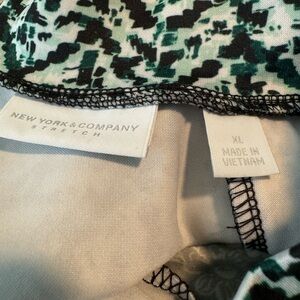 NEW YORK & COMPANY
STRETCH
XL
MADE IN
VIETNAM